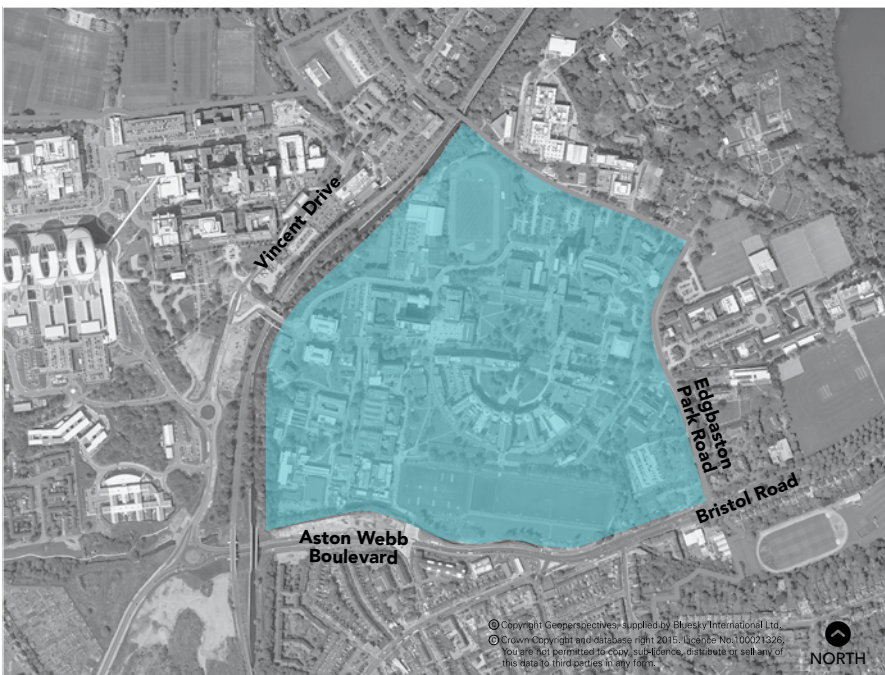 Vincent Drive
Edgbaston
Park Road
Bristol Road
Aston Webb
Boulevard
© Copyright Geoperspectives, supplied by Bluesky International Ltd.
© Crown Copyright and database right 2015. Licence No.100021326.
You are not permitted to copy, sub-licence, distribute or sell any of
this data to third parties in any form.
NORTH